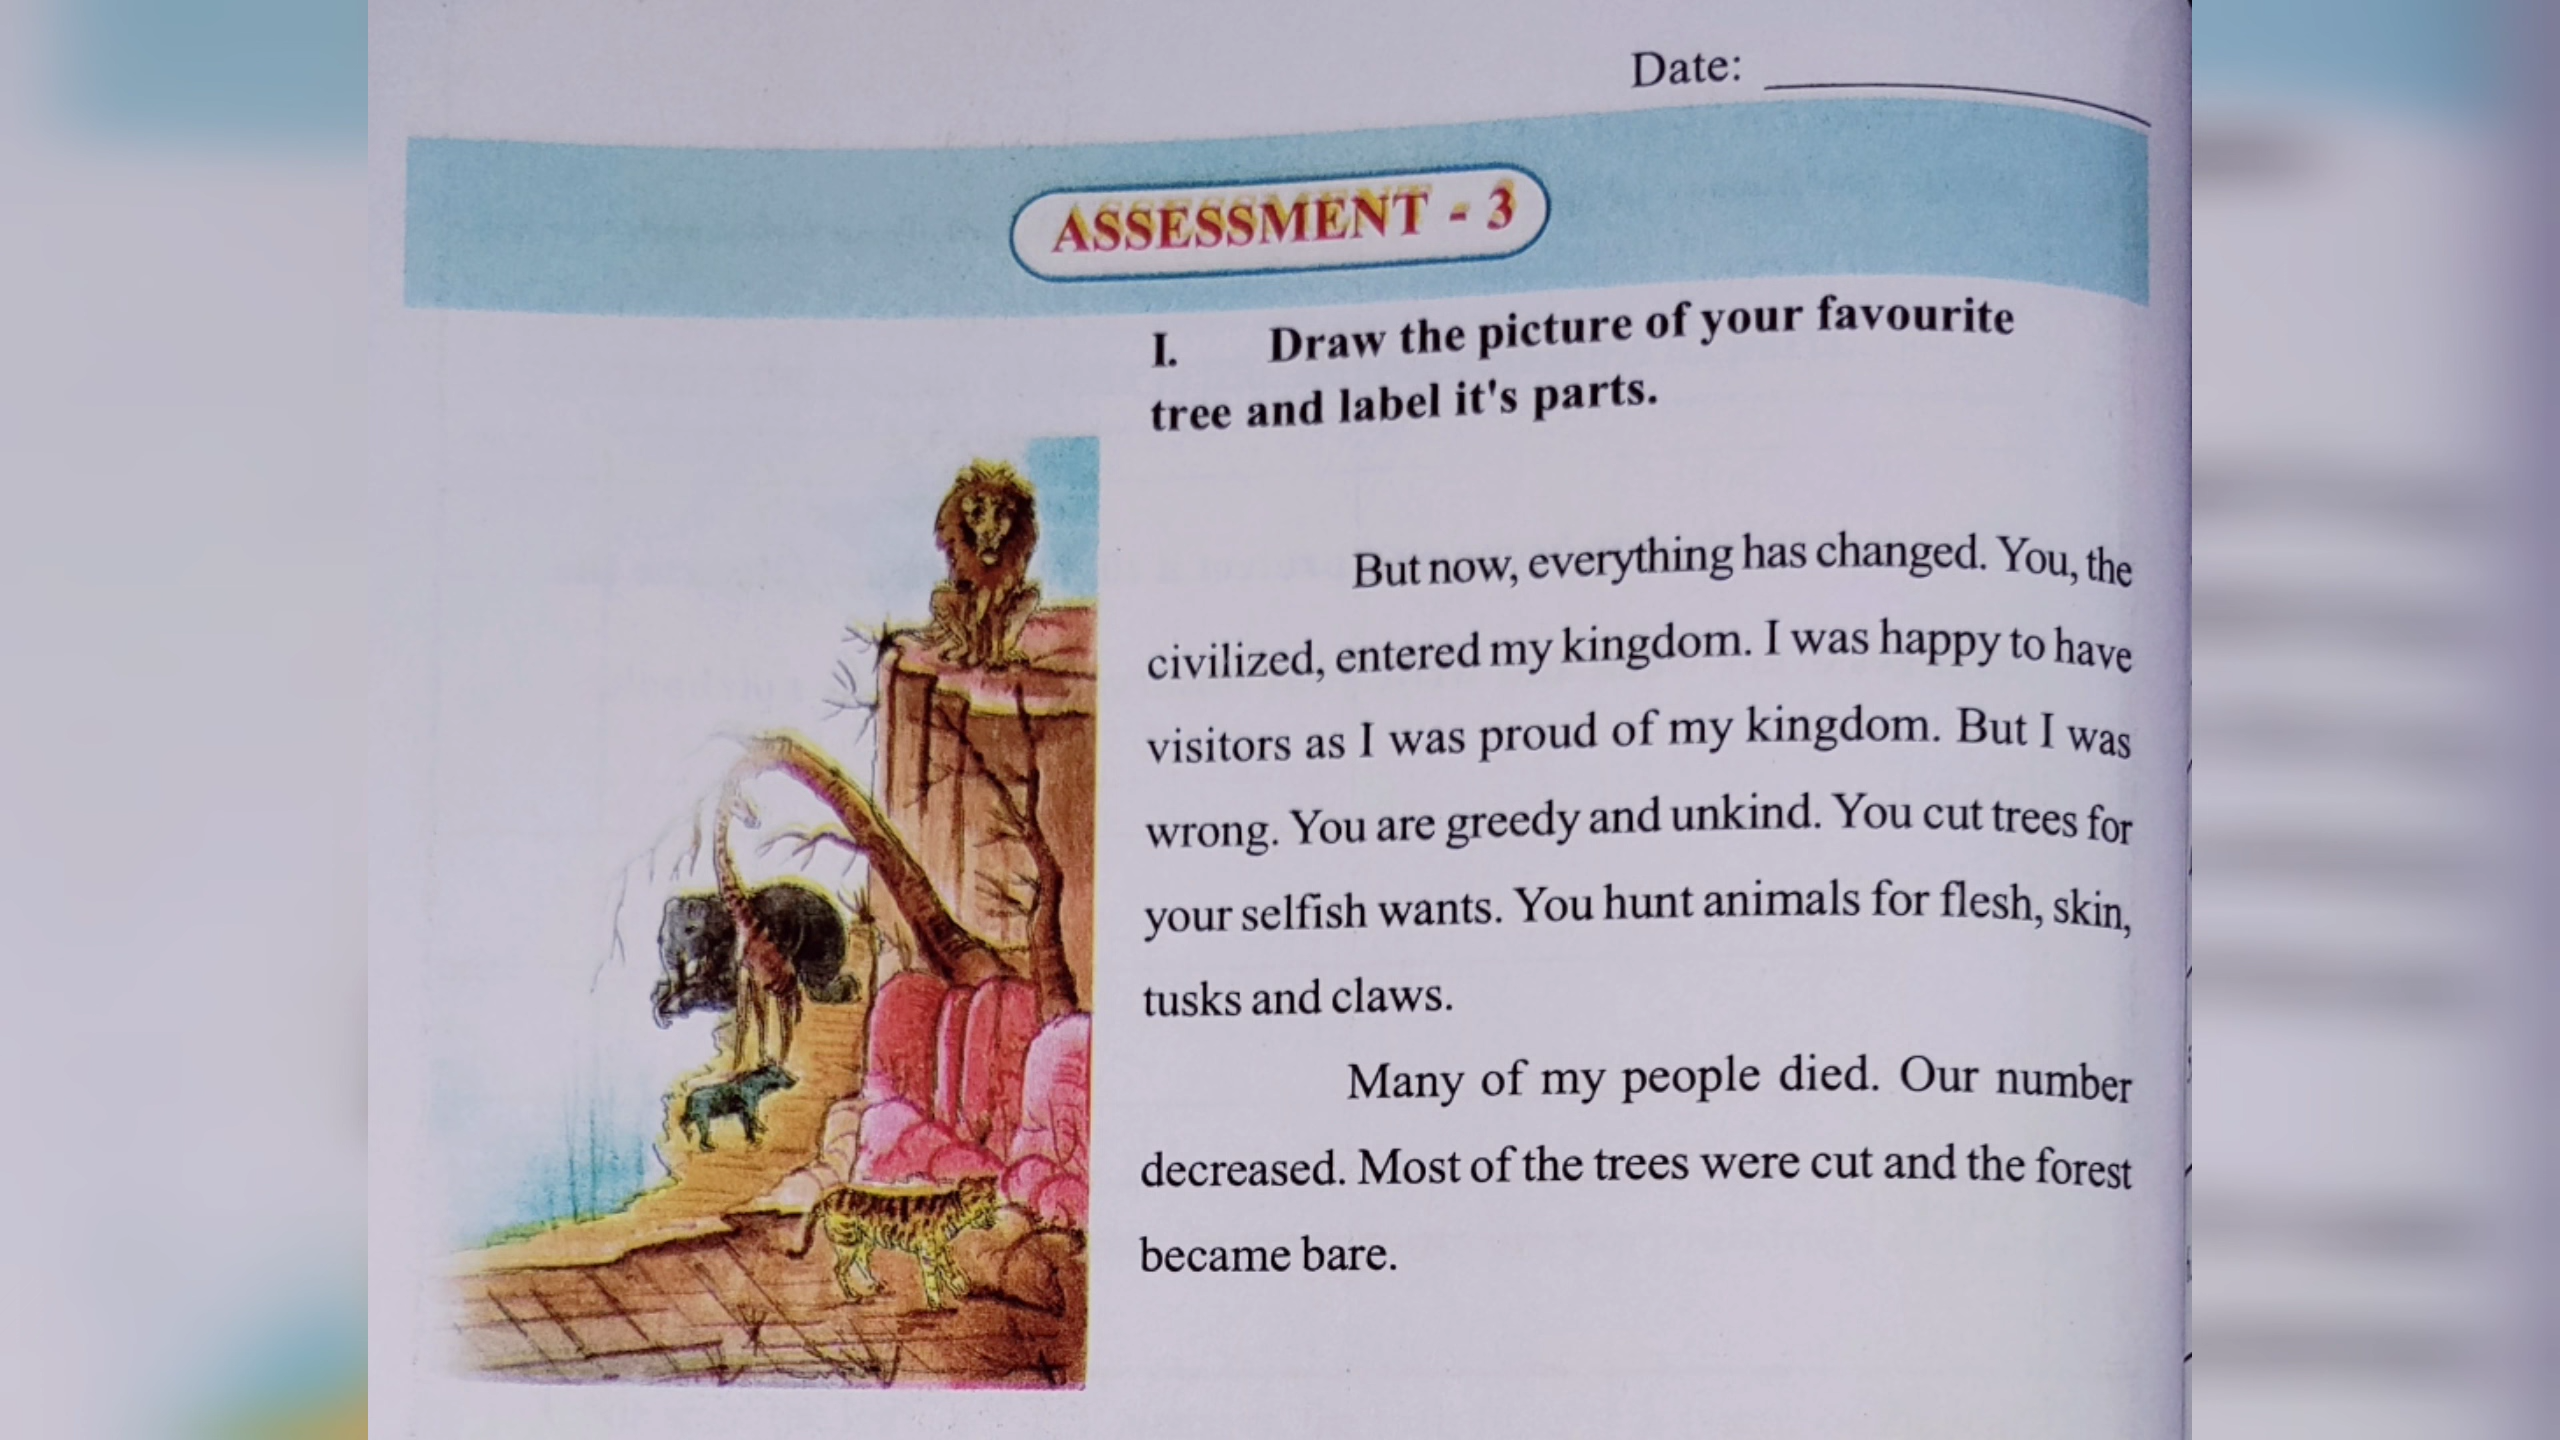 Date:
ASSESSMENT - 3
I. Draw the picture of your favourite
tree and label it's parts.
But now, everything has changed. You, the
civilized, entered my kingdom. I was happy to have
visitors as I was proud of my kingdom. But I was
wrong. You are greedy and unkind. You cut trees for
your selfish wants. You hunt animals for flesh, skin,
tusks and claws.
Many of my people died. Our number
decreased. Most of the trees were cut and the forest
became bare.